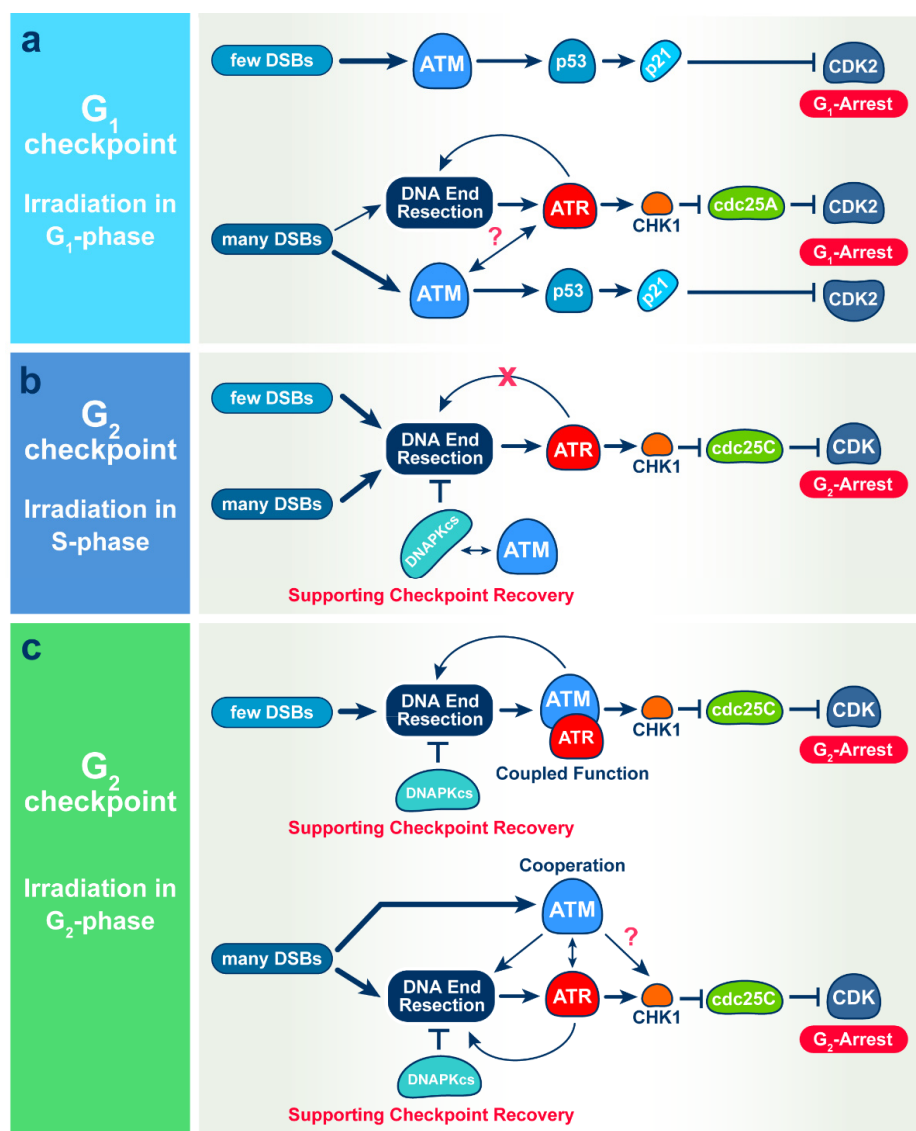 a
G1
checkpoint
Irradiation in
G1-phase
few DSBs
ATM
p53
p21
CDK2
G1-Arrest
many DSBs
DNA End
Resection
ATR
CHK1
cdc25A
CDK2
G1-Arrest
?
ATM
p53
p21
CDK2
b
G2
checkpoint
Irradiation in
S-phase
few DSBs
many DSBs
X
DNA End
Resection
ATR
CHK1
cdc25C
CDK
G2-Arrest
DNAPKcs
ATM
Supporting Checkpoint Recovery
c
G2
checkpoint
Irradiation in
G2-phase
few DSBs
DNA End
Resection
ATM
ATR
CHK1
cdc25C
CDK
G2-Arrest
Coupled Function
DNAPKcs
Supporting Checkpoint Recovery
Cooperation
ATM
?
many DSBs
DNA End
Resection
ATR
CHK1
cdc25C
CDK
G2-Arrest
DNAPKcs
Supporting Checkpoint Recovery